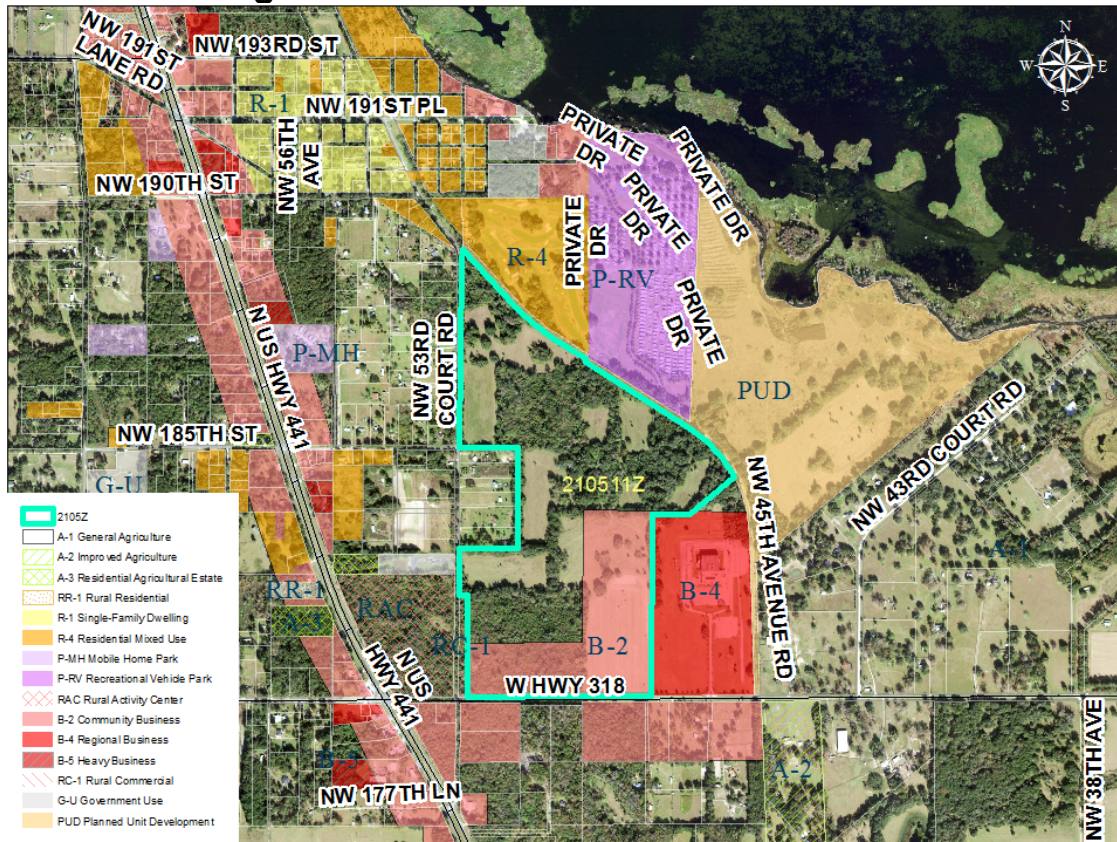 NW 191ST
LANE RD
NW 193RD ST
N
W E
S
R-1
NW 191ST PL
NW 56TH
AVE
NW 190TH ST
PRIVATE
DR
PRIVATE DR
PRIVATE
DR
PRIVATE
DR
PRIVATE
DR
R-4
P-RV
N US HWY 441
P-MH
NW 53RD
COURT RD
PUD
NW 185TH ST
G-U
210511Z
NW 43RD COURT RD
A-1
NW 45TH AVENUE RD
B-4
RR-1
RAC
A-3
RC-1
B-2
N US
HWY 441
W HWY 318
B-5
NW 177TH LN
A-2
NW 38TH AVE
2105Z
A-1 General Agriculture
A-2 Improved Agriculture
A-3 Residential Agricultural Estate
RR-1 Rural Residential
R-1 Single-Family Dwelling
R-4 Residential Mixed Use
P-MH Mobile Home Park
P-RV Recreational Vehicle Park
RAC Rural Activity Center
B-2 Community Business
B-4 Regional Business
B-5 Heavy Business
RC-1 Rural Commercial
G-U Government Use
PUD Planned Unit Development